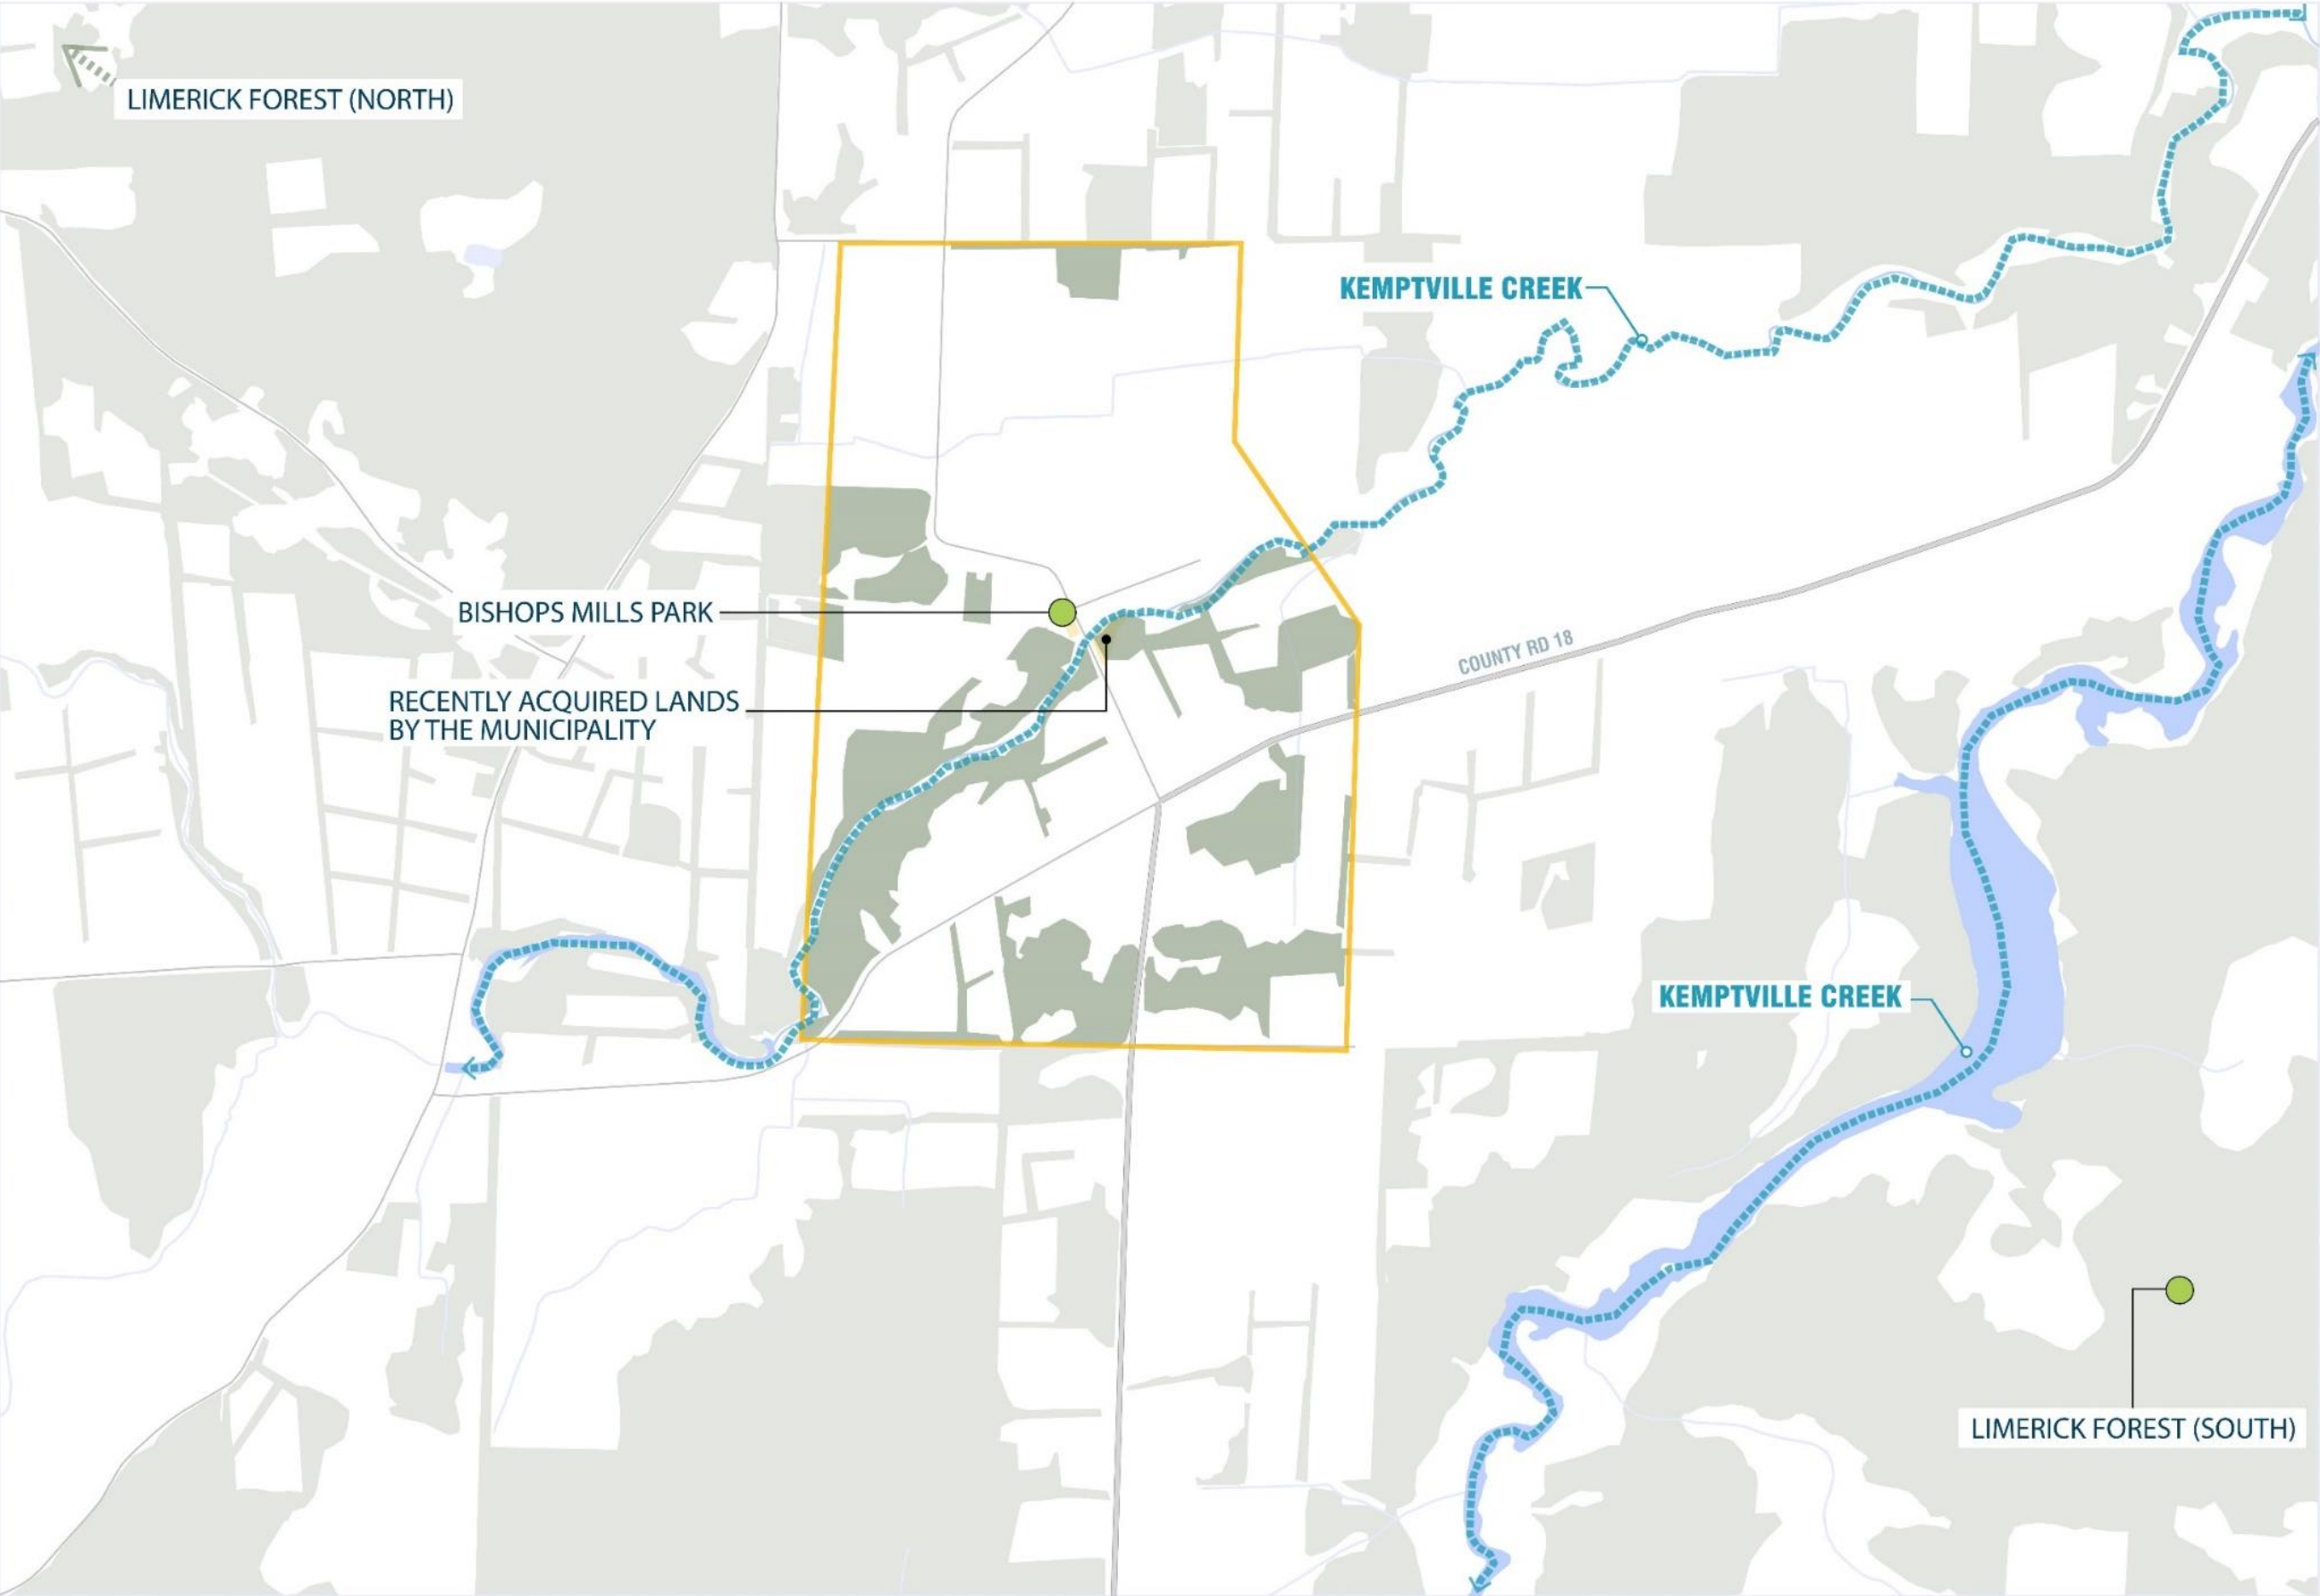 LIMERICK FOREST (NORTH)
KEMPTVILLE CREEK
BISHOPS MILLS PARK
COUNTY RD 18
RECENTLY ACQUIRED LANDS
BY THE MUNICIPALITY
KEMPTVILLE CREEK
LIMERICK FOREST (SOUTH)